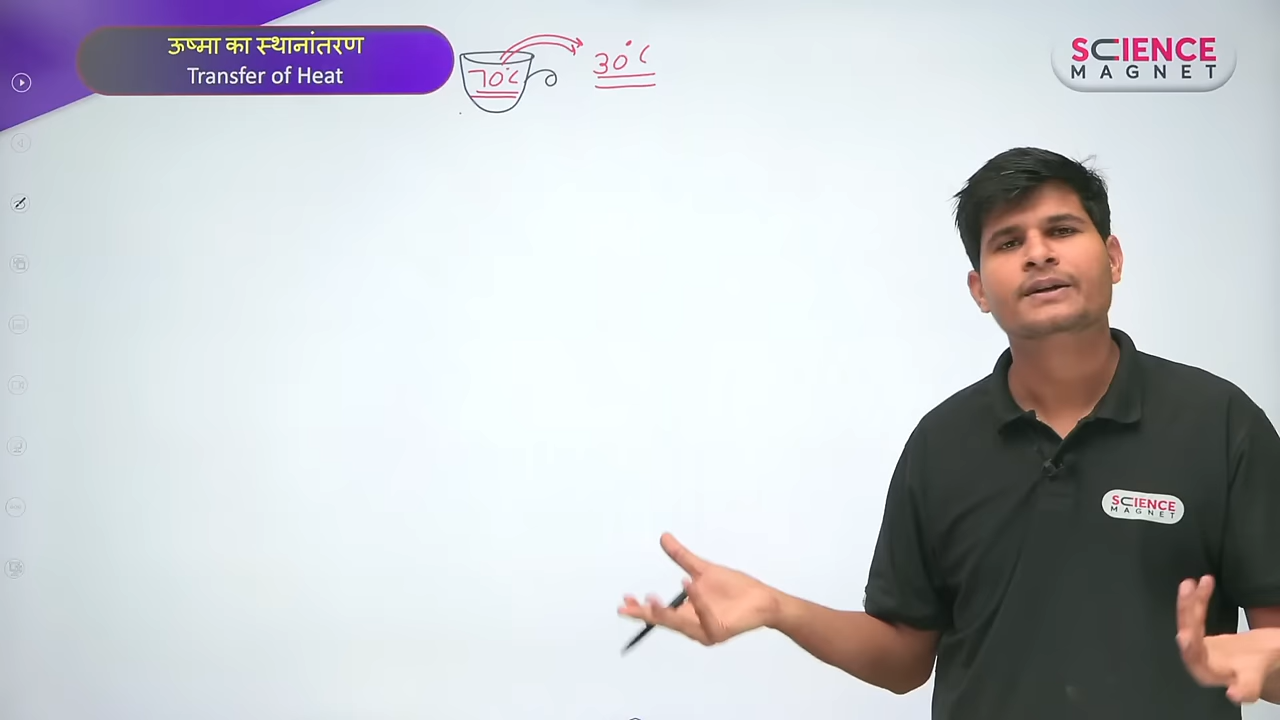 ऊष्मा का स्थानांतरण
Transfer of Heat
70°C
30°C
SCIENCE
MAGNET
SCIENCE
MAGNET